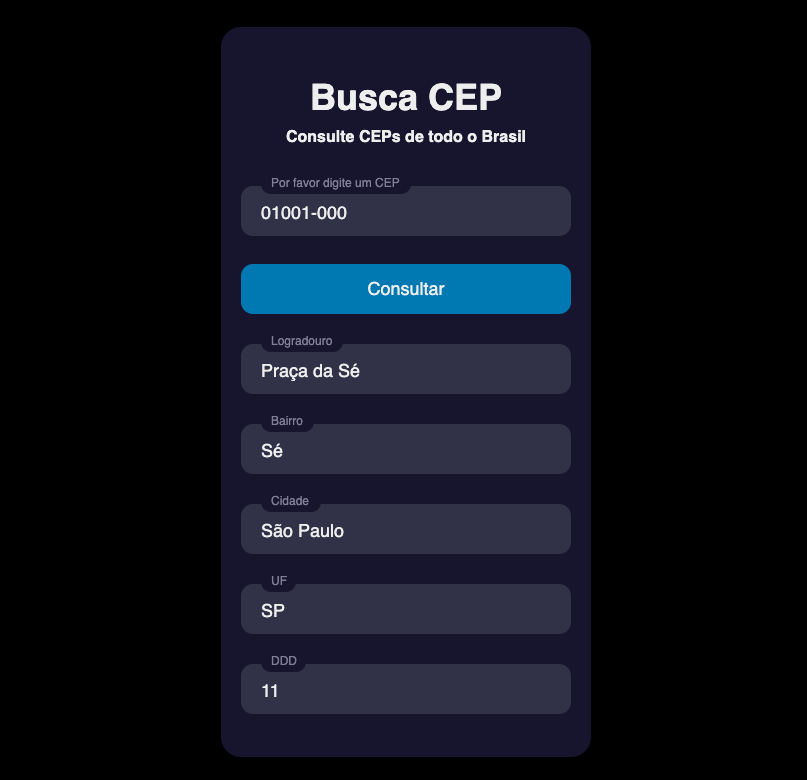 Busca CEP
Consulte CEPs de todo o Brasil
Por favor digite um CEP
01001-000
Consultar
Logradouro
Praça da Sé
Bairro
Sé
Cidade
São Paulo
UF
SP
DDD
11